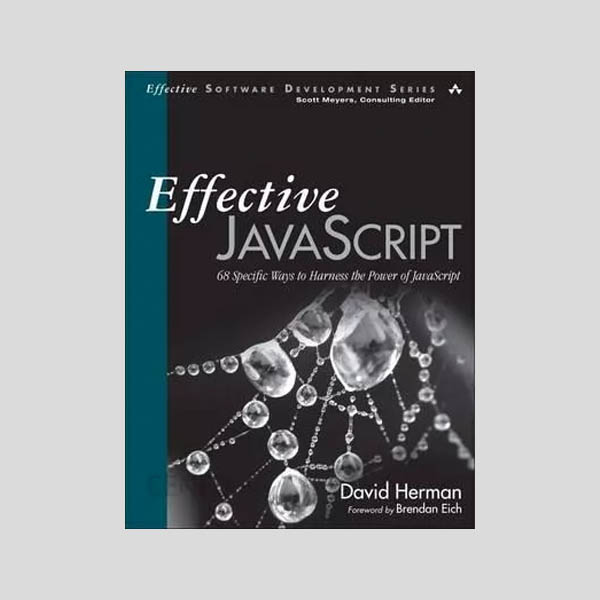 Effective SOFTWARE DEVELOPMENT SERIES
Scott Meyers, Consulting Editor
Effective
JAVASCRIPT
68 Specific Ways to Harness the Power of JavaScript
David Herman
Foreword by Brendan Eich